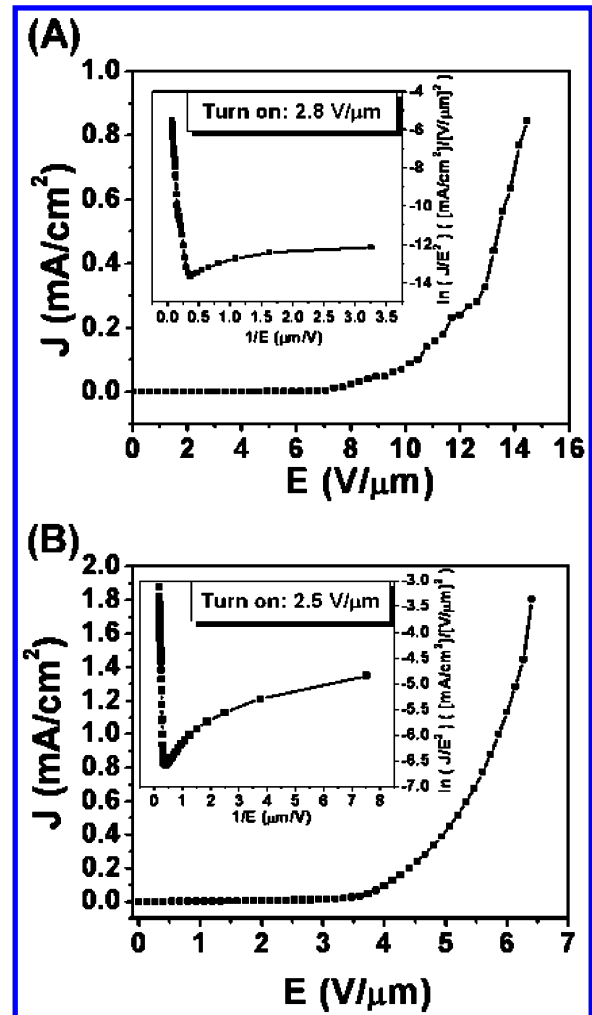 (A)
J (mA/cm²)
1.0
0.8
0.6
0.4
0.2
0.0
0 2 4 6 8 10 12 14 16
E (V/μm)
Turn on: 2.8 V/μm
-4
-6
-8
-10
-12
-14
ln ( J/E² ) ( [mA/cm²)/[V/μm]² )
0.0 0.5 1.0 1.5 2.0 2.5 3.0 3.5
1/E (μm/V)
(B)
J (mA/cm²)
2.0
1.8
1.6
1.4
1.2
1.0
0.8
0.6
0.4
0.2
0.0
0 1 2 3 4 5 6 7
E (V/μm)
Turn on: 2.5 V/μm
-3.0
-3.5
-4.0
-4.5
-5.0
-5.5
-6.0
-6.5
-7.0
ln ( J/E² ) ( [mA/cm²)/[V/μm]² )
0 1 2 3 4 5 6 7 8
1/E (μm/V)